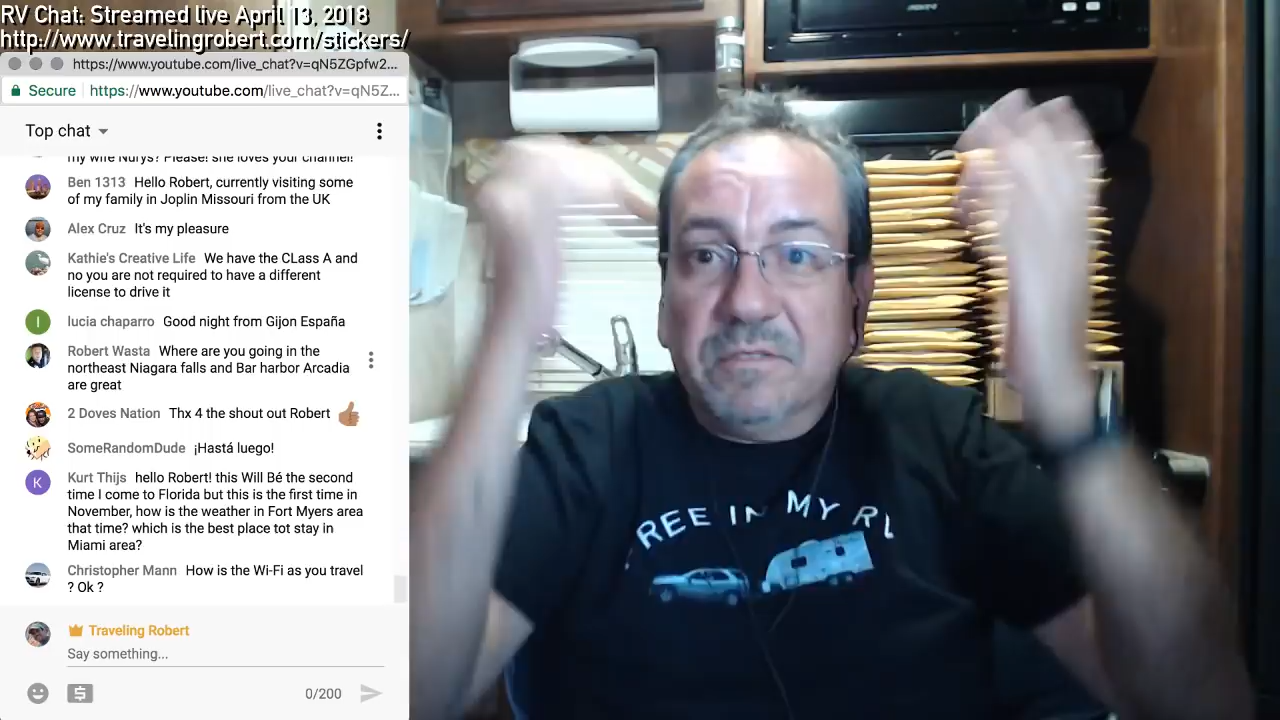 RV Chat: Streamed live April 13, 2018
http://www.travelingrobert.com/stickers/
https://www.youtube.com/live_chat?v=qN5ZGpfw2...
Secure https://www.youtube.com/live_chat?v=qN5Z...
Top chat
my wife Nurys? Please! she loves your channel!
Ben 1313 Hello Robert, currently visiting some
of my family in Joplin Missouri from the UK
Alex Cruz It's my pleasure
Kathie's Creative Life We have the CLass A and
no you are not required to have a different
license to drive it
I
lucia chaparro Good night from Gijon España
Robert Wasta Where are you going in the
northeast Niagara falls and Bar harbor Arcadia
are great
2 Doves Nation Thx 4 the shout out Robert
SomeRandomDude ¡Hastá luego!
K
Kurt Thijs hello Robert! this Will Bé the second
time I come to Florida but this is the first time in
November, how is the weather in Fort Myers area
that time? which is the best place tot stay in
Miami area?
Christopher Mann How is the Wi-Fi as you travel
? Ok ?
Traveling Robert
Say something...
0/200
REE IN MY RV